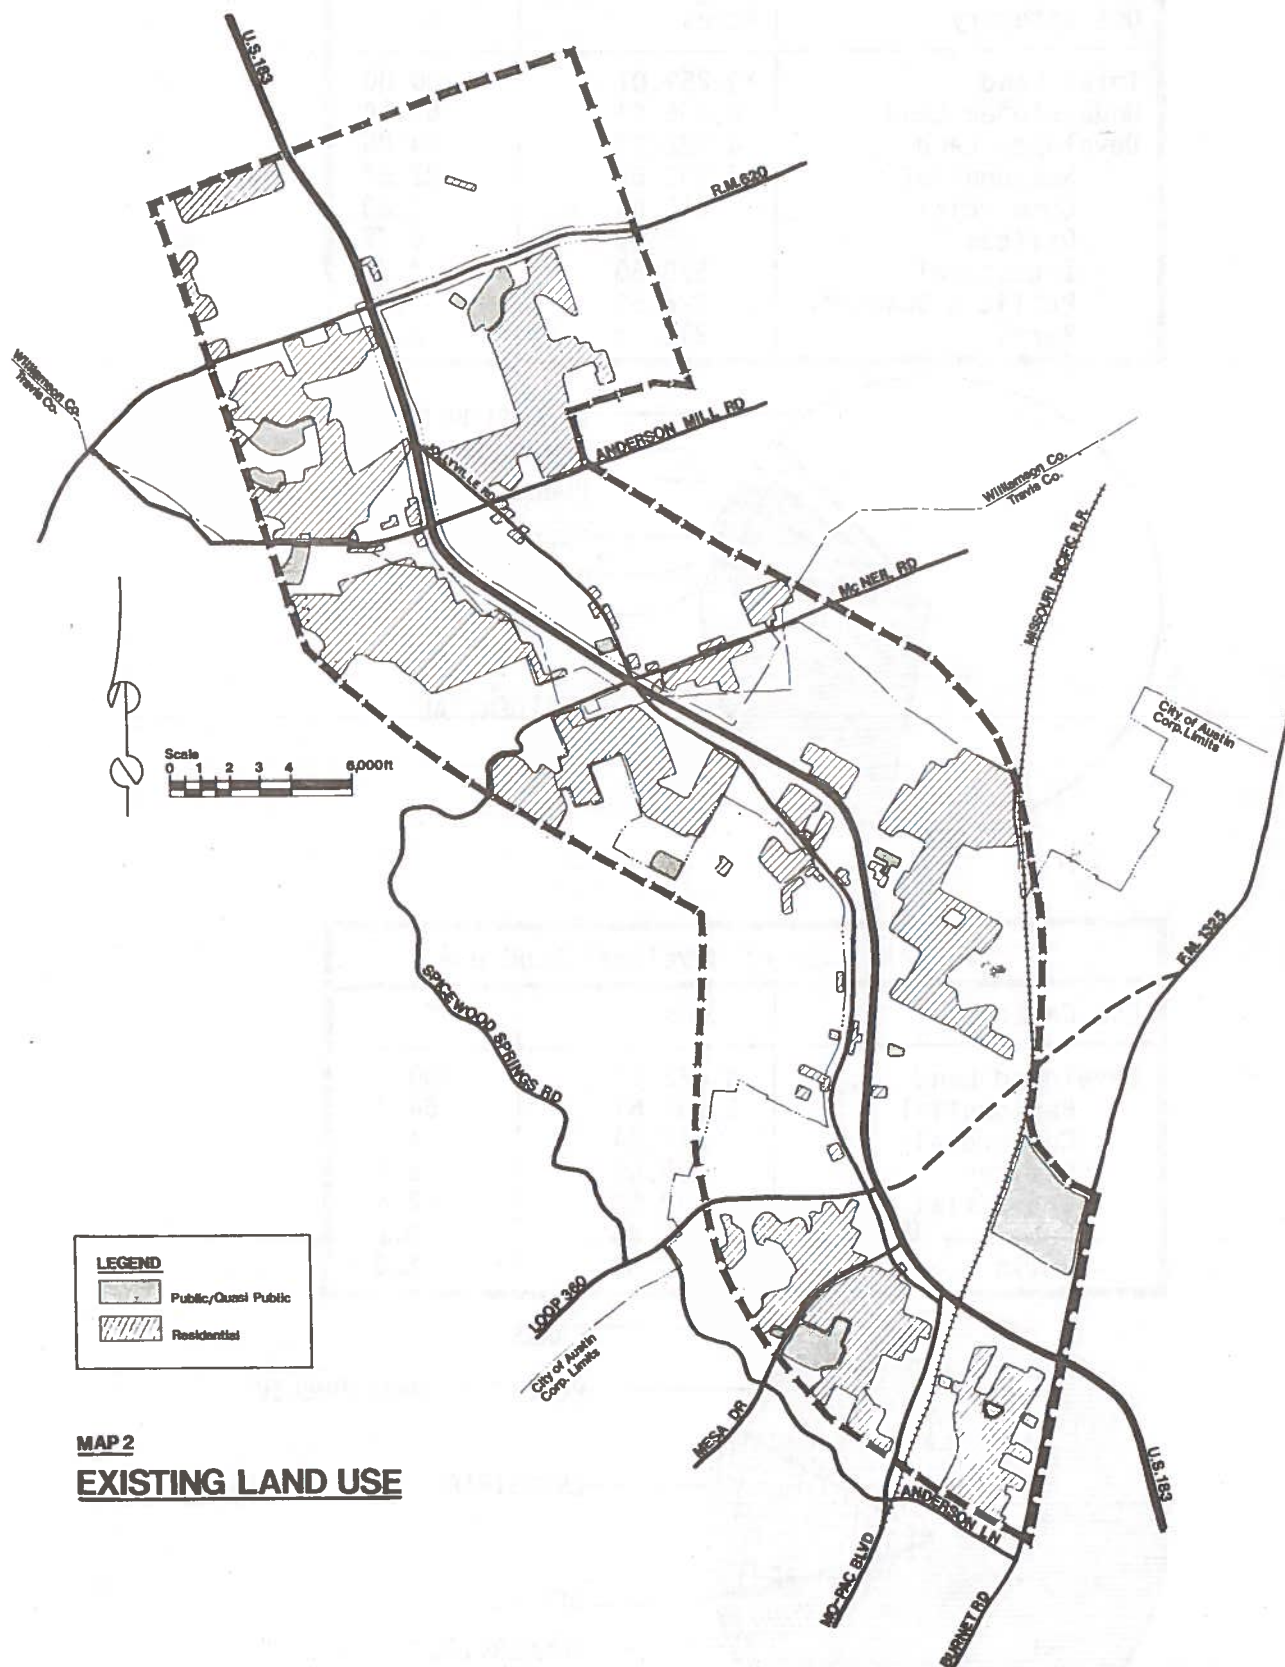 U.S.183
R.M.620
Williamson Co.
Travis Co.
ANDERSON MILL RD
JOLLYVILLE RD
Williamson Co.
Travis Co.
MISSOURI PACIFIC R.R.
McNEIL RD
City of Austin
Corp. Limits
Scale
0 1 2 3 4 6,000ft
F.M. 1325
SPICEWOOD SPRINGS RD
LEGEND
Public/Quasi Public
Residential
LOOP 360
City of Austin
Corp. Limits
MESA DR
U.S.183
ANDERSON LN
MO-PAC BLVD
BURNET RD
MAP 2
EXISTING LAND USE